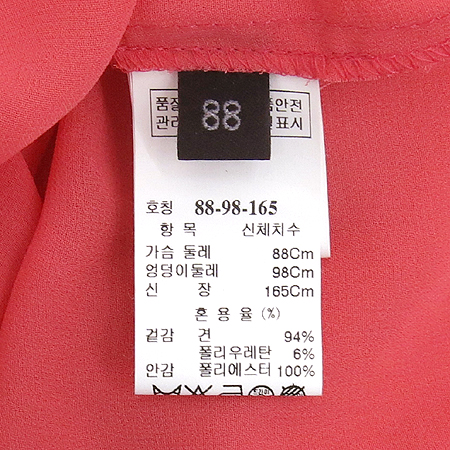 품 품안전
관리 일표시
88
호칭 88-98-165
항 목 신체치수
가슴 둘레 88Cm
엉덩이둘레 98Cm
신 장 165Cm
혼 용 율 (%)
겉감 견 94%
폴리우레탄 6%
안감 폴리에스터 100%